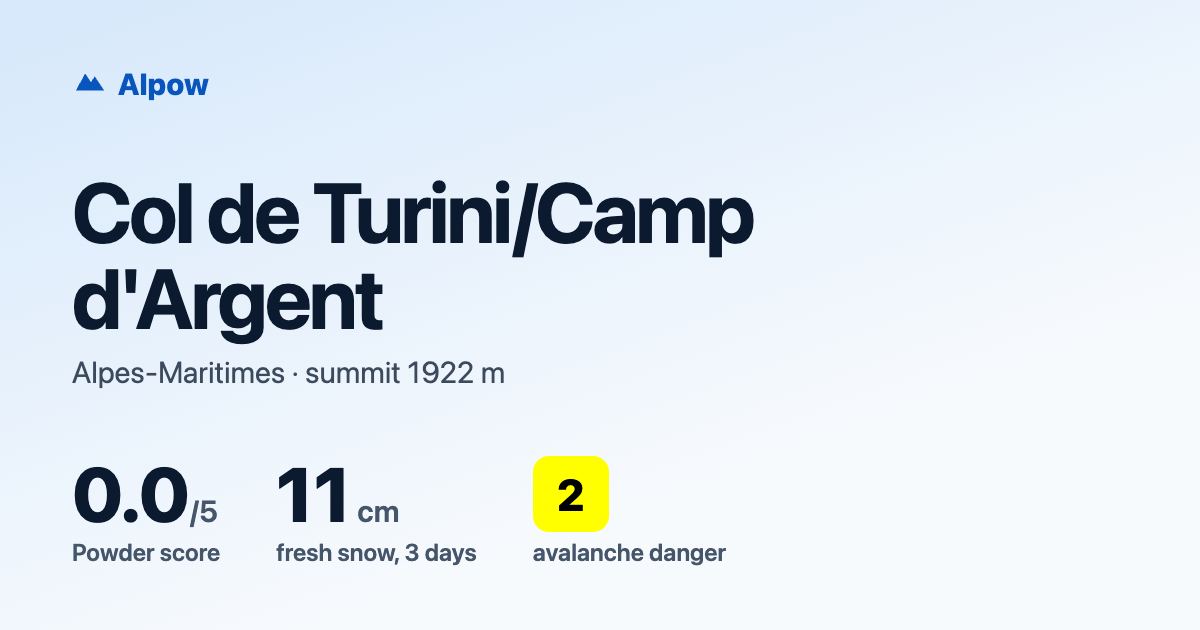 Alpow
Col de Turini/Camp
d'Argent
Alpes-Maritimes · summit 1922 m
0.0/5
Powder score
11 cm
fresh snow, 3 days
2
avalanche danger